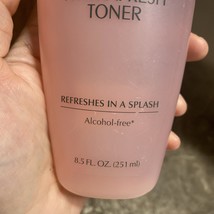 TONER
REFRESHES IN A SPLASH
Alcohol-free*
8.5 FL. OZ. (251 ml)